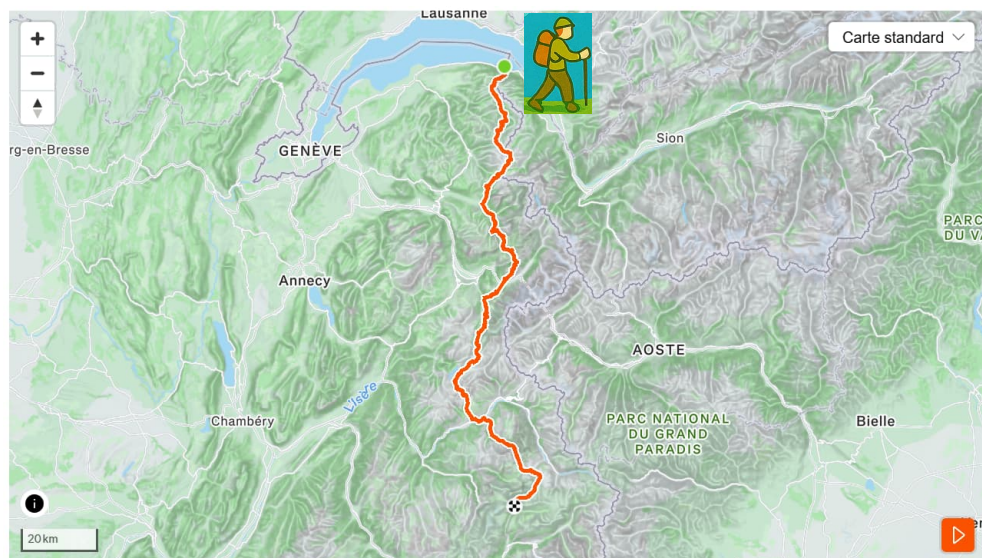 Lausanne
Carte standard
Sion
rg-en-Bresse
GENÈVE
PARC
DU VA
Annecy
AOSTE
L'Isère
Chambéry
PARC NATIONAL
DU GRAND
PARADIS
Bielle
20 km